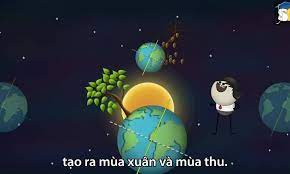 tạo ra mùa xuân và mùa thu.